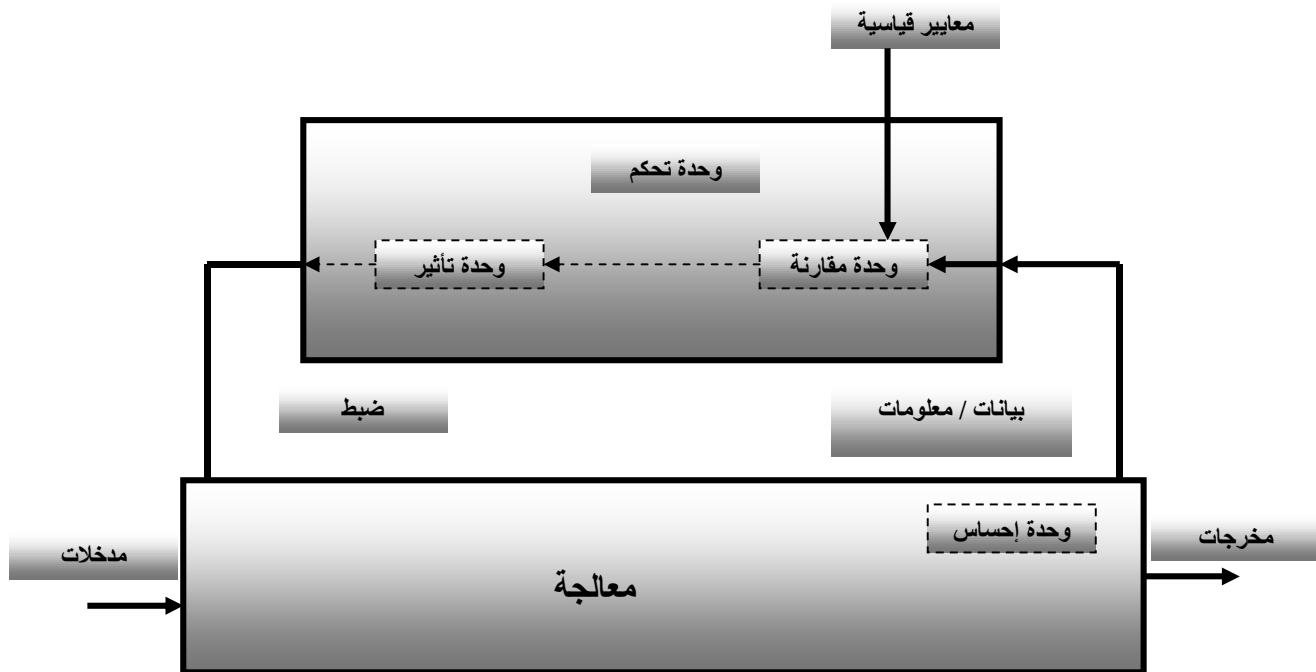 معايير قياسية
وحدة تحكم
وحدة مقارنة
وحدة تأثير
بيانات / معلومات
ضبط
وحدة إحساس
مخرجات
مدخلات
معالجة